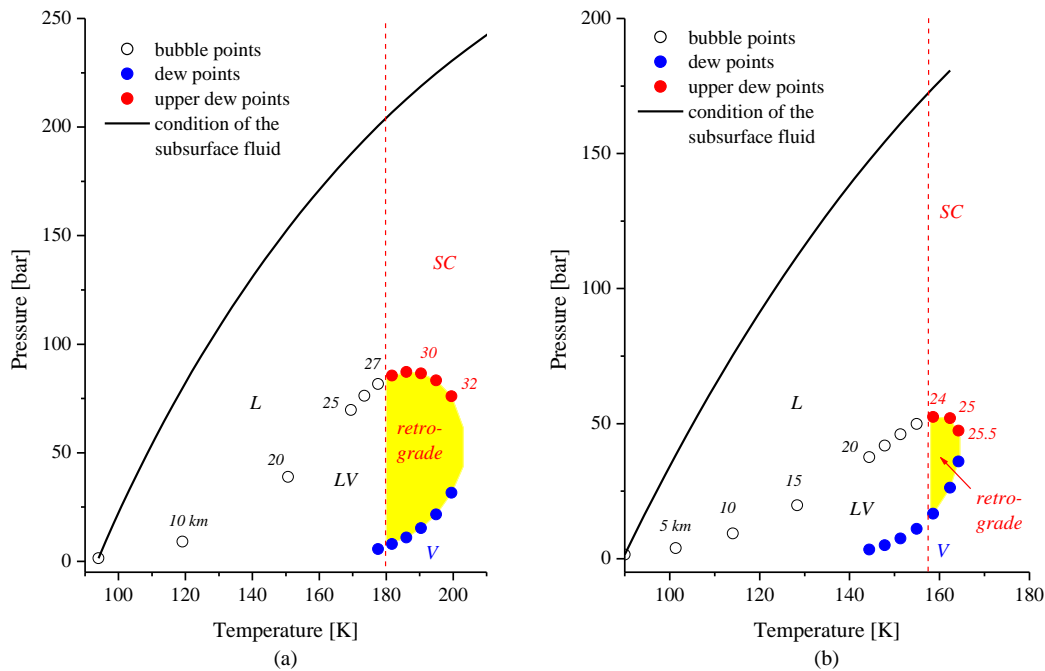 250
200
150
100
50
0
Pressure [bar]
bubble points
dew points
upper dew points
condition of the
subsurface fluid
SC
30
27
32
25
L
retro-
grade
20
LV
10 km
V
100
120
140
160
180
200
Temperature [K]
(a)
200
150
100
50
0
Pressure [bar]
bubble points
dew points
upper dew points
condition of the
subsurface fluid
SC
L
24
25
20
25.5
15
10
LV
retro-
grade
5 km
V
100
120
140
160
180
Temperature [K]
(b)